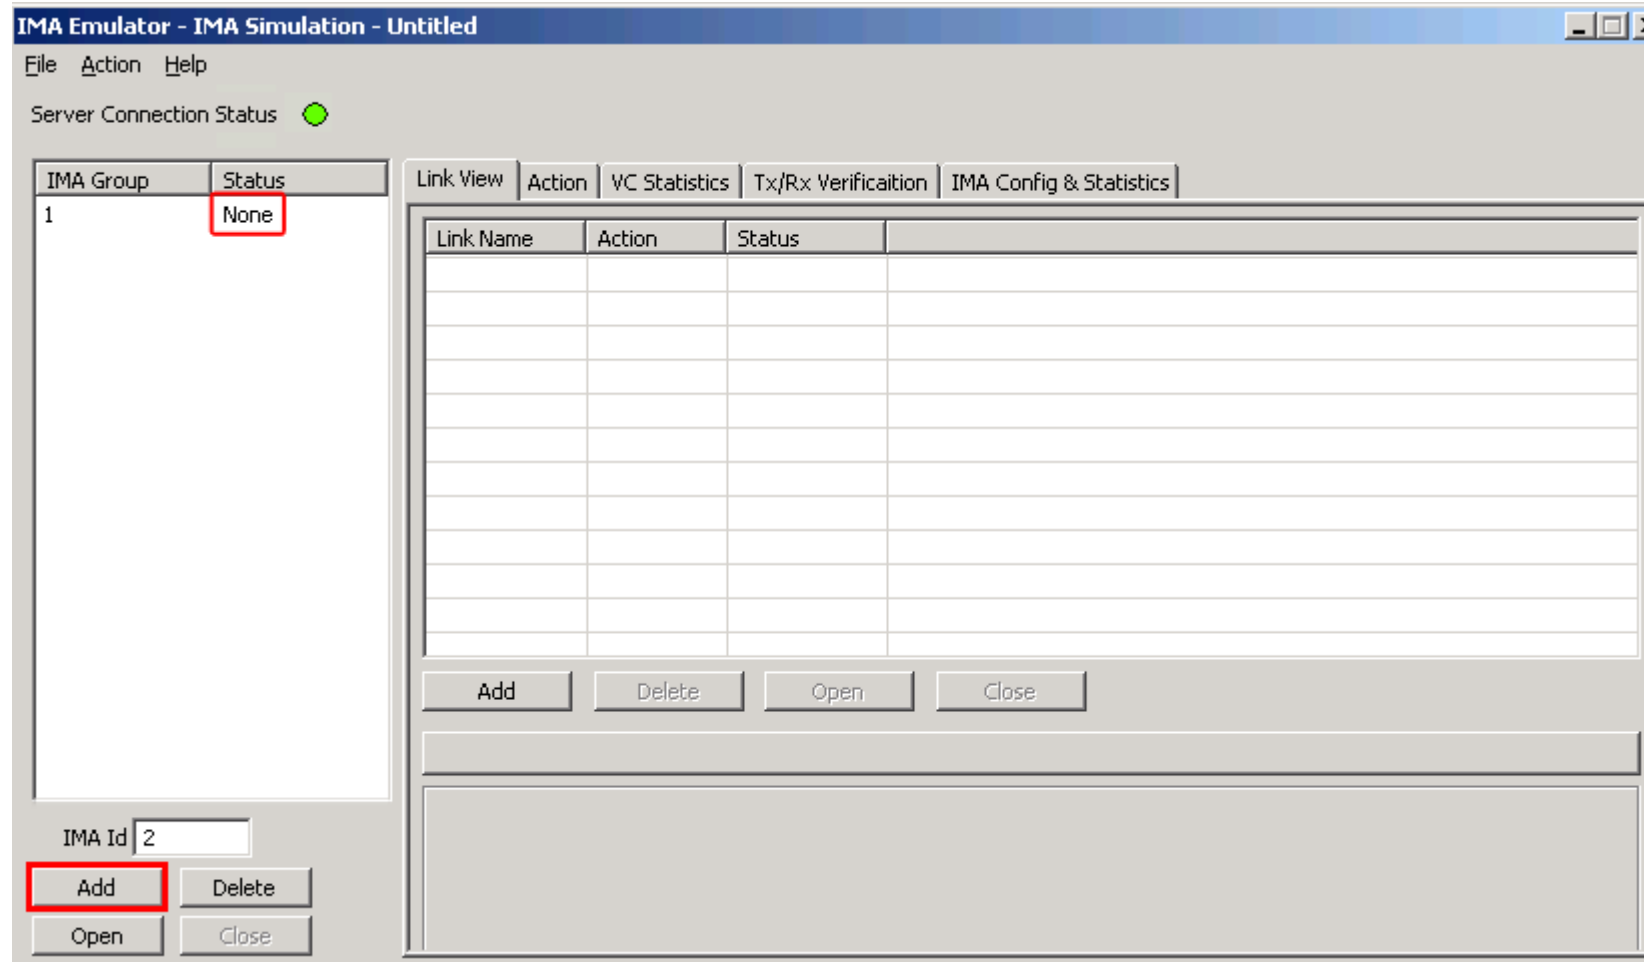 IMA Emulator - IMA Simulation - Untitled
File Action Help
Server Connection Status
IMA Group Status
1 None
IMA Id 2
Add Delete
Open Close
Link View Action VC Statistics Tx/Rx Verificaition IMA Config & Statistics
Link Name Action Status
Add Delete Open Close